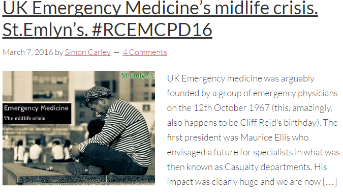 UK Emergency Medicine's midlife crisis.
St.Emlyn's. #RCEMCPD16
March 7, 2016 by Simon Carley — 4 Comments
St.Emlyn's
Emergency Medicine
The midlife crisis
UK Emergency medicine was arguably
founded by a group of emergency physicians
on the 12th October 1967 (this, amazingly,
also happens to be Cliff Reid's birthday). The
first president was Maurice Ellis who
envisaged a future for specialists in what was
then known as Casualty departments. His
impact was clearly huge and we are now [...]